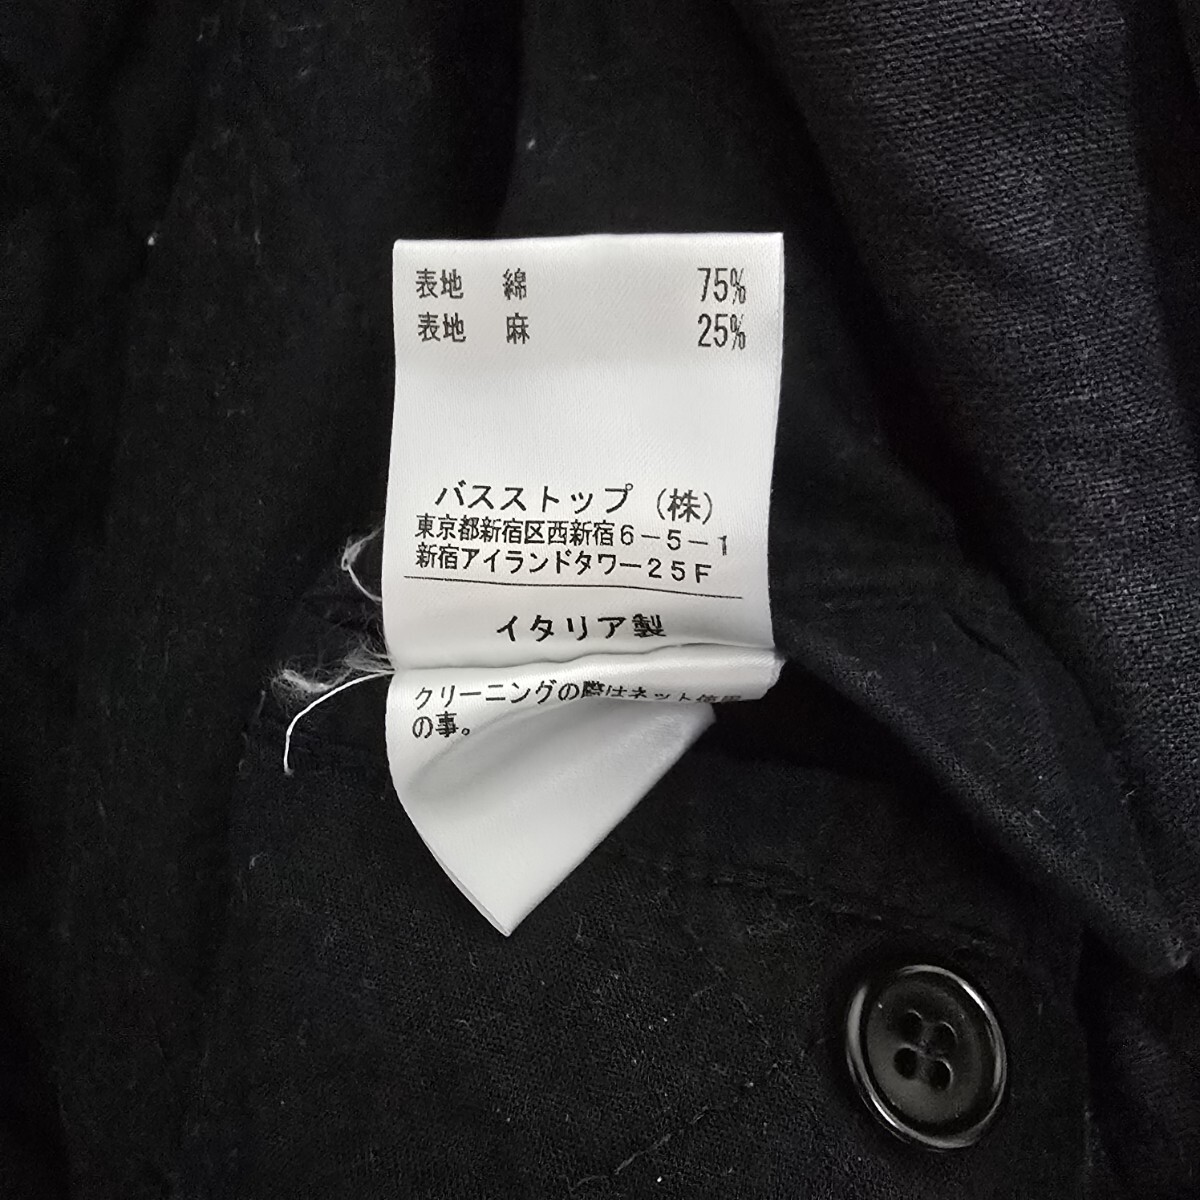 表地　綿　75%
表地　麻　25%
バスストップ（株）
東京都新宿区西新宿６－５－１
新宿アイランドタワー２５Ｆ
イタリア製
クリーニングの際はネット使用
の事。